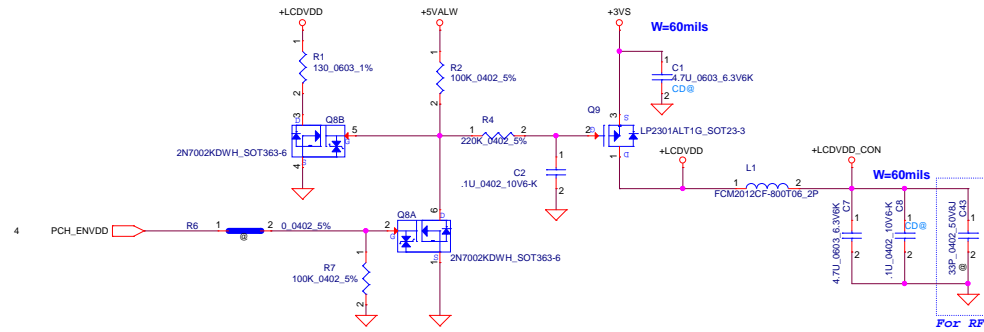 +LCDVDD
+5VALW
+3VS
W=60mils
1
R1
130_0603_1%
2
1
R2
100K_0402_5%
2
1
C1
4.7U_0603_6.3V6K
2
CD@
3
D
Q8B
5
G
S
4
2N7002KDWH_SOT363-6
R4
1
2
220K_0402_5%
Q9
2
3
S
G
D
1
LP2301ALT1G_SOT23-3
1
C2
.1U_0402_10V6-K
2
+LCDVDD
L1
1
2
FCM2012CF-800T06_2P
+LCDVDD_CON
W=60mils
1
C7
4.7U_0603_6.3V6K
2
1
C8
CD@
.1U_0402_10V6-K
2
1
C43
33P_0402_50V8J
2
@
For RF
4
PCH_ENVDD
R6
1
2
0_0402_5%
@
Q8A
6
D
2
G
S
1
2N7002KDWH_SOT363-6
1
R7
100K_0402_5%
2